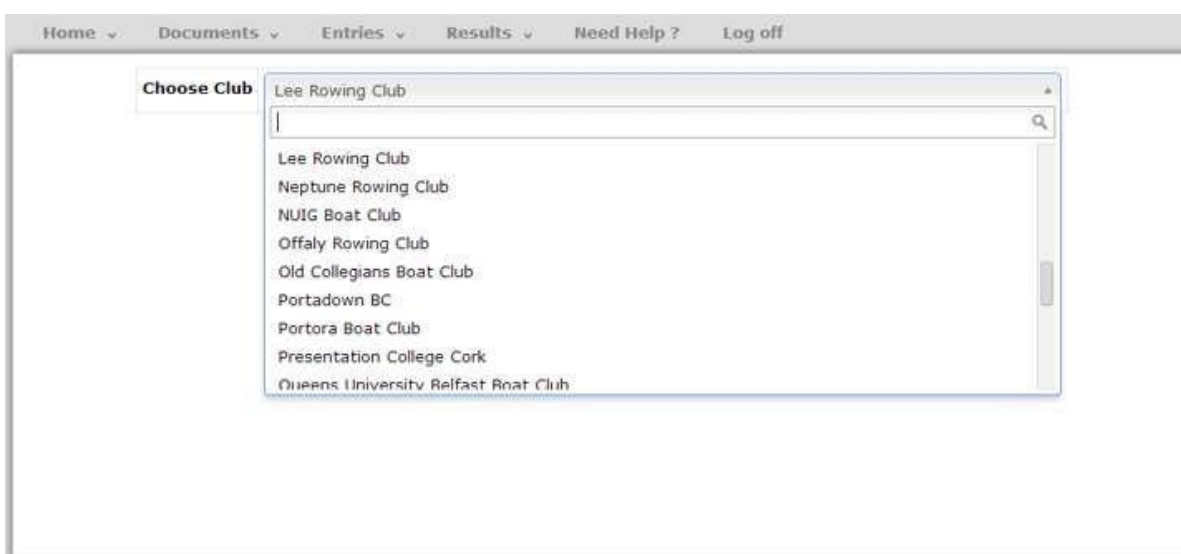 Home Documents Entries Results Need Help ? Log off
Choose Club Lee Rowing Club
Lee Rowing Club
Neptune Rowing Club
NUIG Boat Club
Offaly Rowing Club
Old Collegians Boat Club
Portadown BC
Portora Boat Club
Presentation College Cork
Queens University Belfast Boat Club